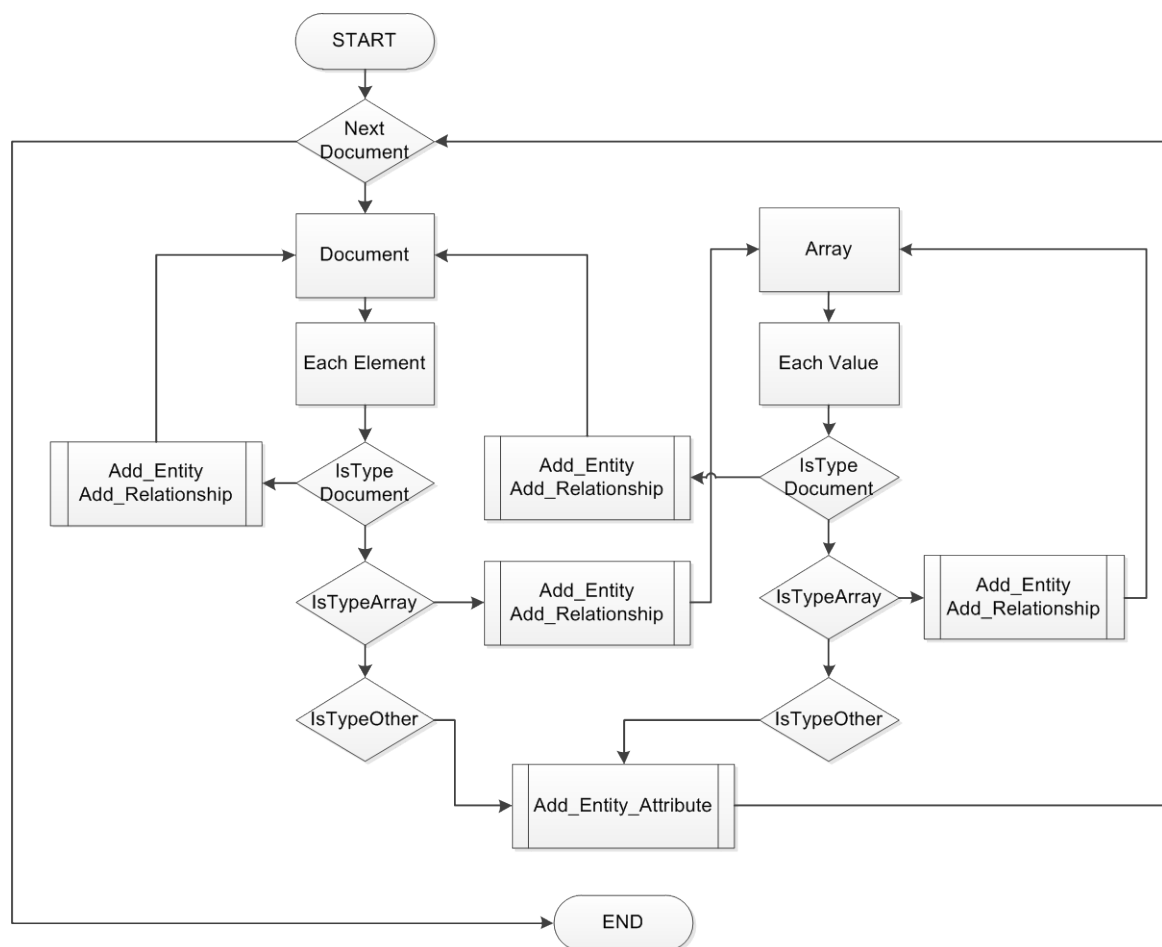 START
Next
Document
Document
Array
Each Element
Each Value
Add_Entity
Add_Relationship
IsType
Document
Add_Entity
Add_Relationship
IsType
Document
IsTypeArray
Add_Entity
Add_Relationship
IsTypeArray
Add_Entity
Add_Relationship
IsTypeOther
IsTypeOther
Add_Entity_Attribute
END